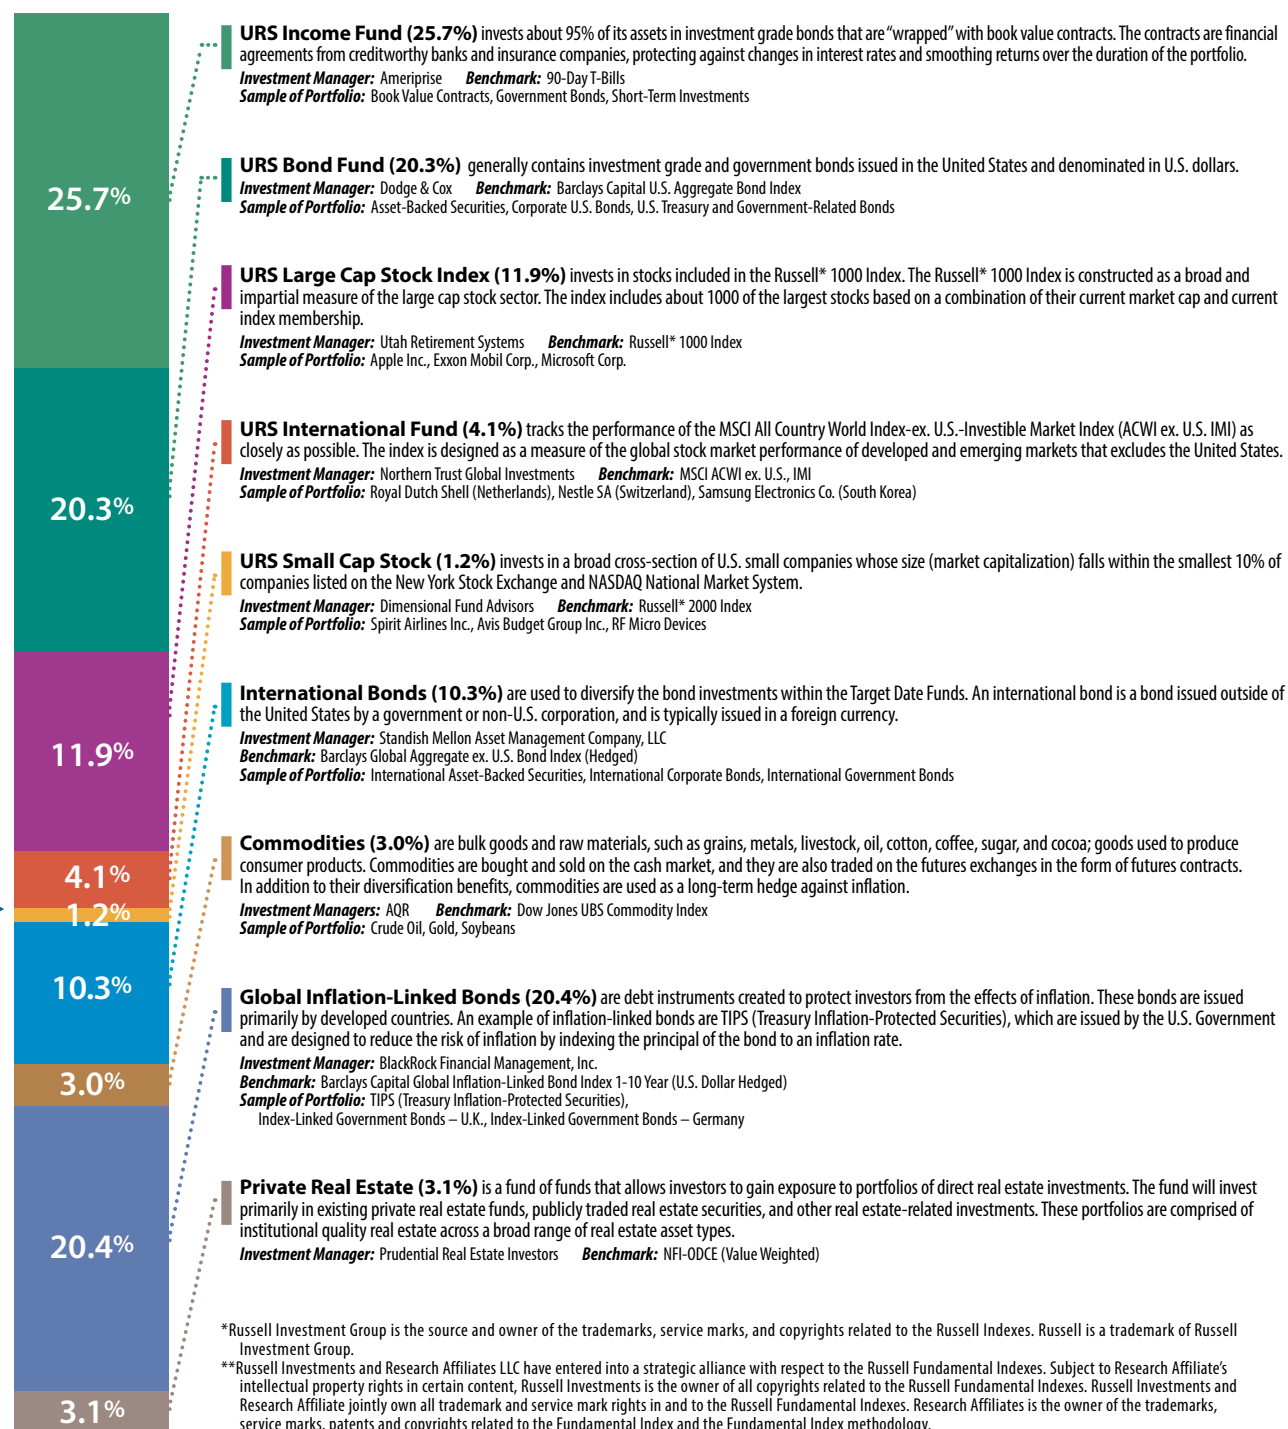 25.7%
20.3%
11.9%
4.1%
1.2%
10.3%
3.0%
20.4%
3.1%
URS Income Fund (25.7%) invests about 95% of its assets in investment grade bonds that are “wrapped” with book value contracts. The contracts are financial
agreements from creditworthy banks and insurance companies, protecting against changes in interest rates and smoothing returns over the duration of the portfolio.
Investment Manager: Ameriprise Benchmark: 90-Day T-Bills
Sample of Portfolio: Book Value Contracts, Government Bonds, Short-Term Investments
URS Bond Fund (20.3%) generally contains investment grade and government bonds issued in the United States and denominated in U.S. dollars.
Investment Manager: Dodge & Cox Benchmark: Barclays Capital U.S. Aggregate Bond Index
Sample of Portfolio: Asset-Backed Securities, Corporate U.S. Bonds, U.S. Treasury and Government-Related Bonds
URS Large Cap Stock Index (11.9%) invests in stocks included in the Russell* 1000 Index. The Russell* 1000 Index is constructed as a broad and
impartial measure of the large cap stock sector. The index includes about 1000 of the largest stocks based on a combination of their current market cap and current
index membership.
Investment Manager: Utah Retirement Systems Benchmark: Russell* 1000 Index
Sample of Portfolio: Apple Inc., Exxon Mobil Corp., Microsoft Corp.
URS International Fund (4.1%) tracks the performance of the MSCI All Country World Index-ex. U.S.-Investible Market Index (ACWI ex. U.S. IMI) as
closely as possible. The index is designed as a measure of the global stock market performance of developed and emerging markets that excludes the United States.
Investment Manager: Northern Trust Global Investments Benchmark: MSCI ACWI ex. U.S., IMI
Sample of Portfolio: Royal Dutch Shell (Netherlands), Nestle SA (Switzerland), Samsung Electronics Co. (South Korea)
URS Small Cap Stock (1.2%) invests in a broad cross-section of U.S. small companies whose size (market capitalization) falls within the smallest 10% of
companies listed on the New York Stock Exchange and NASDAQ National Market System.
Investment Manager: Dimensional Fund Advisors Benchmark: Russell* 2000 Index
Sample of Portfolio: Spirit Airlines Inc., Avis Budget Group Inc., RF Micro Devices
International Bonds (10.3%) are used to diversify the bond investments within the Target Date Funds. An international bond is a bond issued outside of
the United States by a government or non-U.S. corporation, and is typically issued in a foreign currency.
Investment Manager: Standish Mellon Asset Management Company, LLC
Benchmark: Barclays Global Aggregate ex. U.S. Bond Index (Hedged)
Sample of Portfolio: International Asset-Backed Securities, International Corporate Bonds, International Government Bonds
Commodities (3.0%) are bulk goods and raw materials, such as grains, metals, livestock, oil, cotton, coffee, sugar, and cocoa; goods used to produce
consumer products. Commodities are bought and sold on the cash market, and they are also traded on the futures exchanges in the form of futures contracts.
In addition to their diversification benefits, commodities are used as a long-term hedge against inflation.
Investment Managers: AQR Benchmark: Dow Jones UBS Commodity Index
Sample of Portfolio: Crude Oil, Gold, Soybeans
Global Inflation-Linked Bonds (20.4%) are debt instruments created to protect investors from the effects of inflation. These bonds are issued
primarily by developed countries. An example of inflation-linked bonds are TIPS (Treasury Inflation-Protected Securities), which are issued by the U.S. Government
and are designed to reduce the risk of inflation by indexing the principal of the bond to an inflation rate.
Investment Manager: BlackRock Financial Management, Inc.
Benchmark: Barclays Capital Global Inflation-Linked Bond Index 1-10 Year (U.S. Dollar Hedged)
Sample of Portfolio: TIPS (Treasury Inflation-Protected Securities),
Index-Linked Government Bonds – U.K., Index-Linked Government Bonds – Germany
Private Real Estate (3.1%) is a fund of funds that allows investors to gain exposure to portfolios of direct real estate investments. The fund will invest
primarily in existing private real estate funds, publicly traded real estate securities, and other real estate-related investments. These portfolios are comprised of
institutional quality real estate across a broad range of real estate asset types.
Investment Manager: Prudential Real Estate Investors Benchmark: NFI-ODCE (Value Weighted)
*Russell Investment Group is the source and owner of the trademarks, service marks, and copyrights related to the Russell Indexes. Russell is a trademark of Russell
Investment Group.
**Russell Investments and Research Affiliates LLC have entered into a strategic alliance with respect to the Russell Fundamental Indexes. Subject to Research Affiliate’s
intellectual property rights in certain content, Russell Investments is the owner of all copyrights related to the Russell Fundamental Indexes. Russell Investments and
Research Affiliate jointly own all trademark and service mark rights in and to the Russell Fundamental Indexes. Research Affiliates is the owner of the trademarks,
service marks, patents and copyrights related to the Fundamental Index and the Fundamental Index methodology.